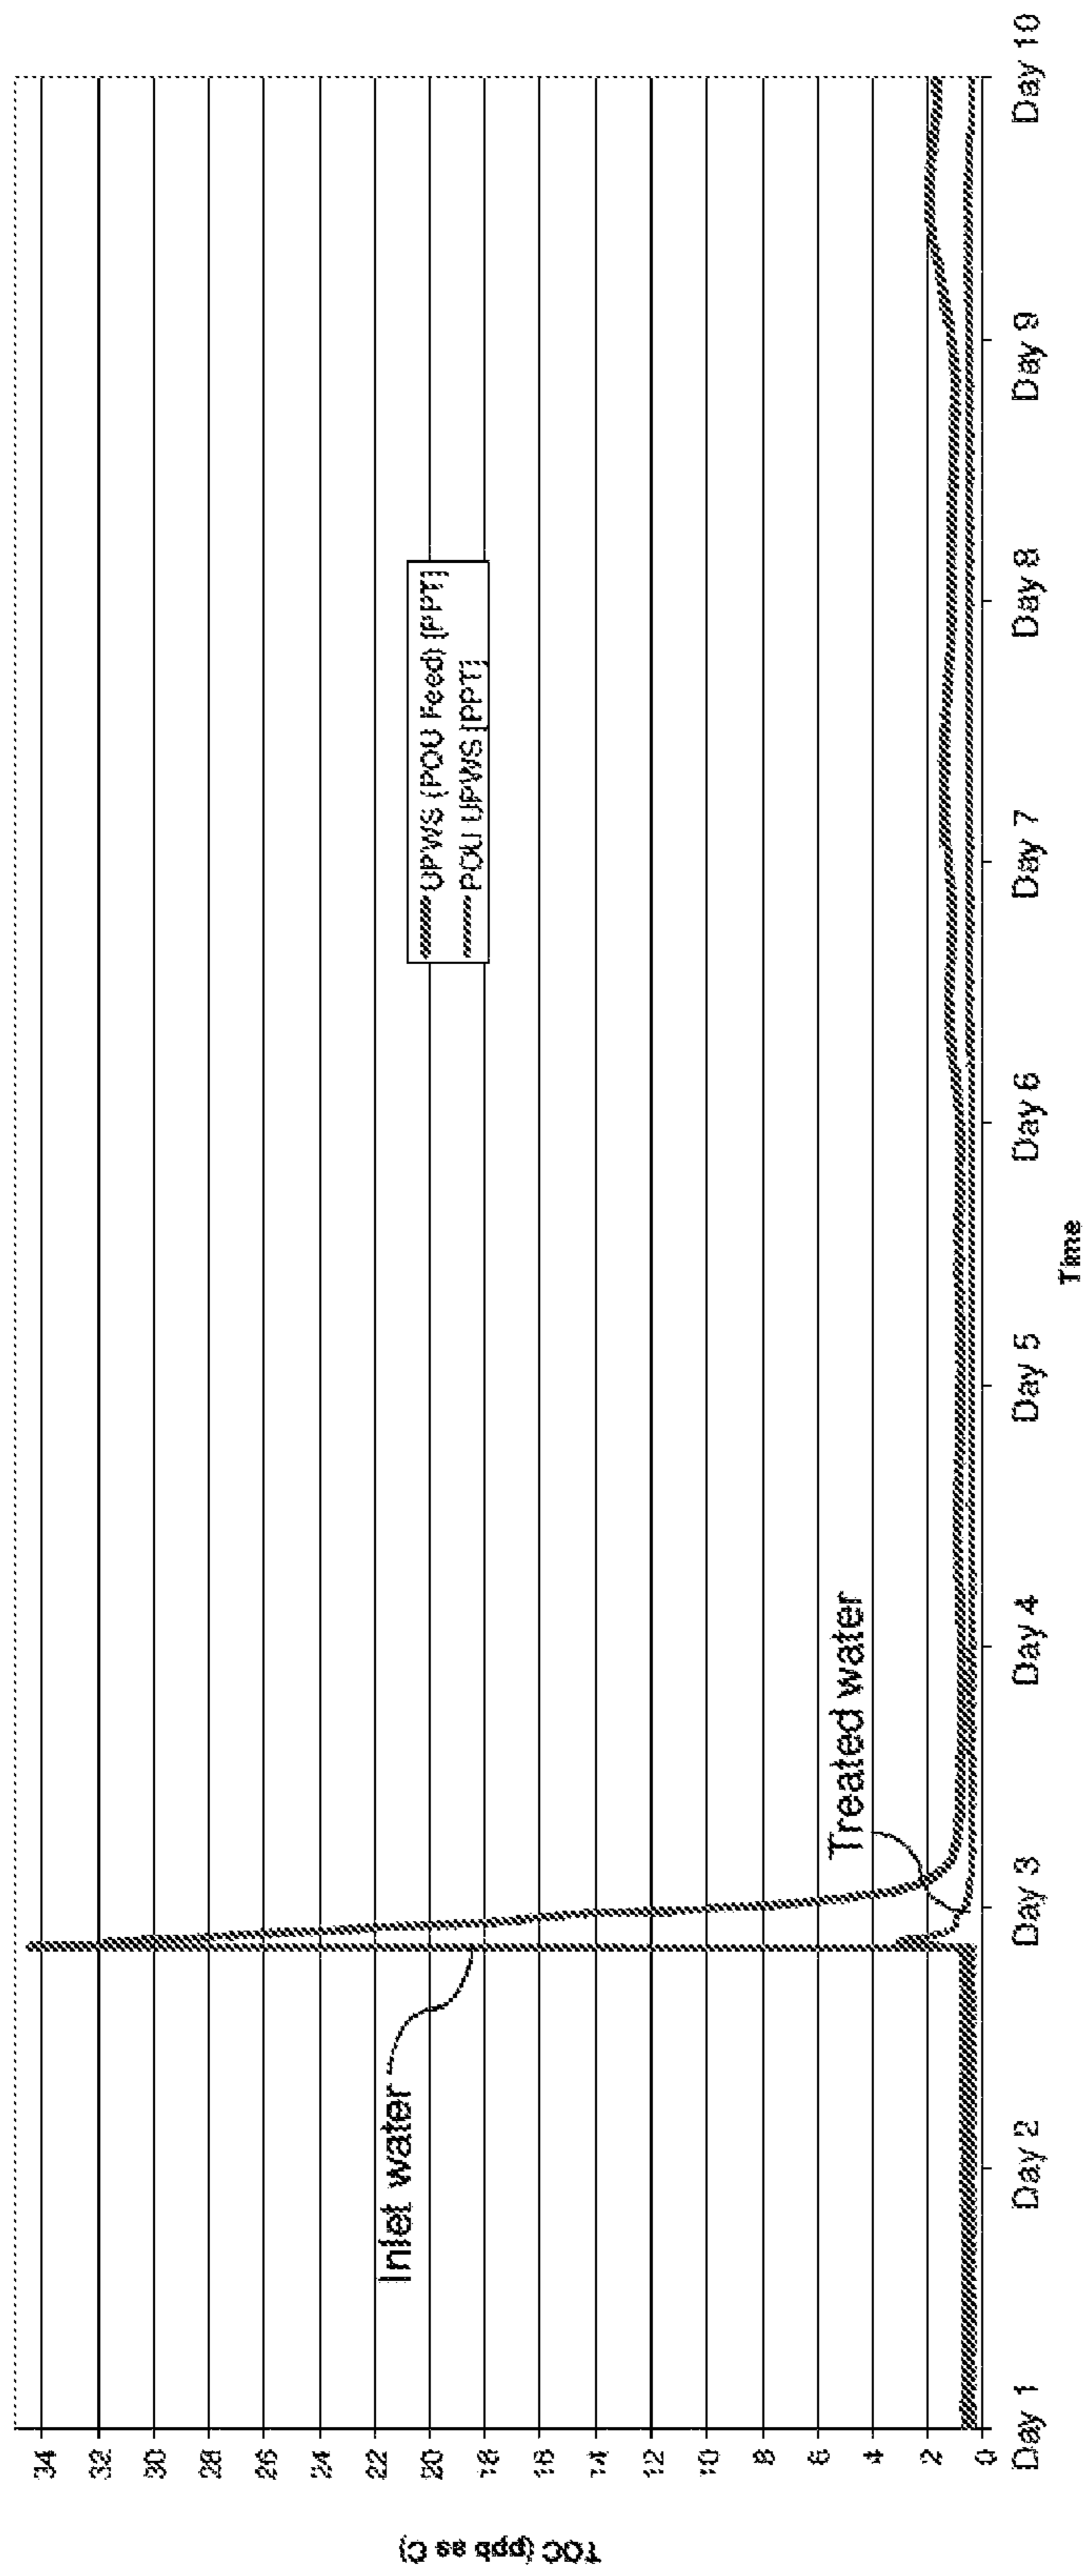 TOC (ppb as C)
34
32
30
28
26
24
22
20
18
16
14
12
10
8
6
4
2
0
Inlet water
Treated water
UPWS (POU Feed) [PPT]
POU UPWS [ppt]
Day 1
Day 2
Day 3
Day 4
Day 5
Day 6
Day 7
Day 8
Day 9
Day 10
Time